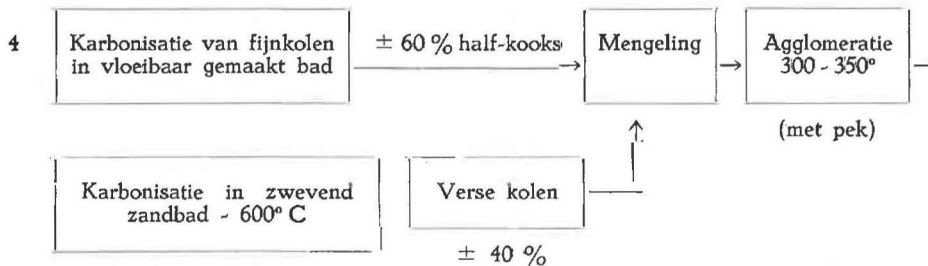 4
Karbonisatie van fijnkolen
in vloeibaar gemaakt bad
± 60 % half-kooks
Mengeling
Agglomeratie
300 - 350°
(met pek)
Karbonisatie in zwevend
zandbad - 600° C
Verse kolen
± 40 %